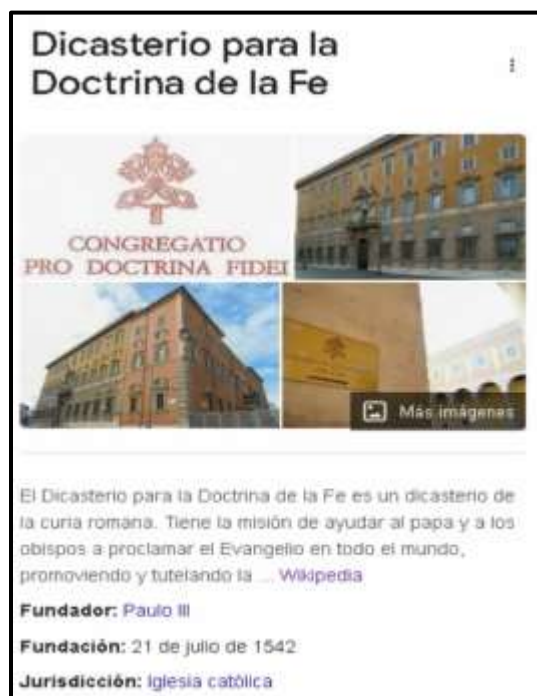 Dicasterio para la
Doctrina de la Fe
CONGREGATIO
PRO DOCTRINA FIDEI
Más imágenes
El Dicasterio para la Doctrina de la Fe es un dicasterio de
la curia romana. Tiene la misión de ayudar al papa y a los
obispos a proclamar el Evangelio en todo el mundo,
promoviendo y tutelando la ... Wikipedia
Fundador: Paulo III
Fundación: 21 de julio de 1542
Jurisdicción: Iglesia católica